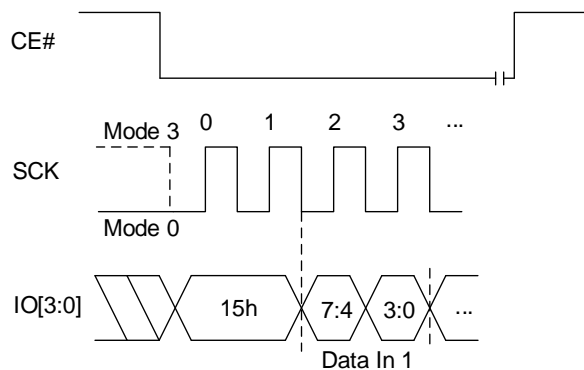 CE#
0 1 2 3 ...
Mode 3
SCK
Mode 0
IO[3:0] 15h 7:4 3:0 ...
Data In 1